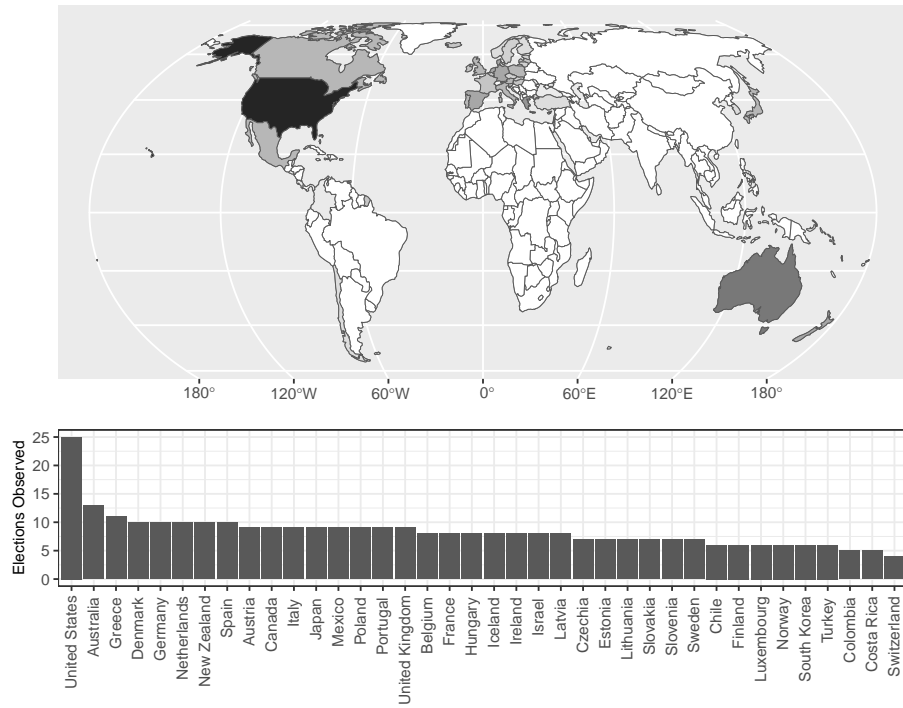 180°
120°W
60°W
0°
60°E
120°E
180°
Elections Observed
25
20
15
10
5
0
United States
Australia
Greece
Denmark
Germany
Netherlands
New Zealand
Spain
Austria
Canada
Italy
Japan
Mexico
Poland
Portugal
United Kingdom
Belgium
France
Hungary
Iceland
Ireland
Israel
Latvia
Czechia
Estonia
Lithuania
Slovakia
Slovenia
Sweden
Chile
Finland
Luxembourg
Norway
South Korea
Turkey
Colombia
Costa Rica
Switzerland